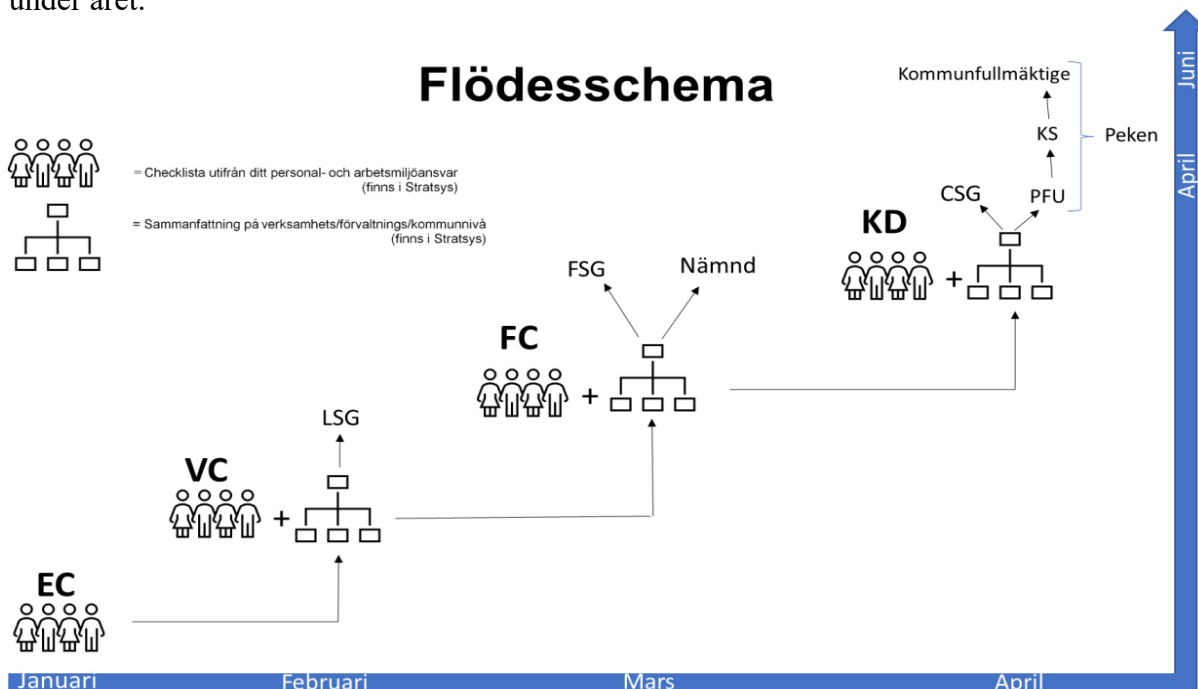 under året.
Flödesschema
= Checklista utifrån ditt personal- och arbetsmiljöansvar
(finns i Stratsys)
= Sammanfattning på verksamhets/förvaltnings/kommunnivå
(finns i Stratsys)
Kommunfullmäktige
KS
Peken
CSG
PFU
KD
+
FSG
Nämnd
FC
+
LSG
VC
+
EC
Januari
Februari
Mars
April
April
Juni